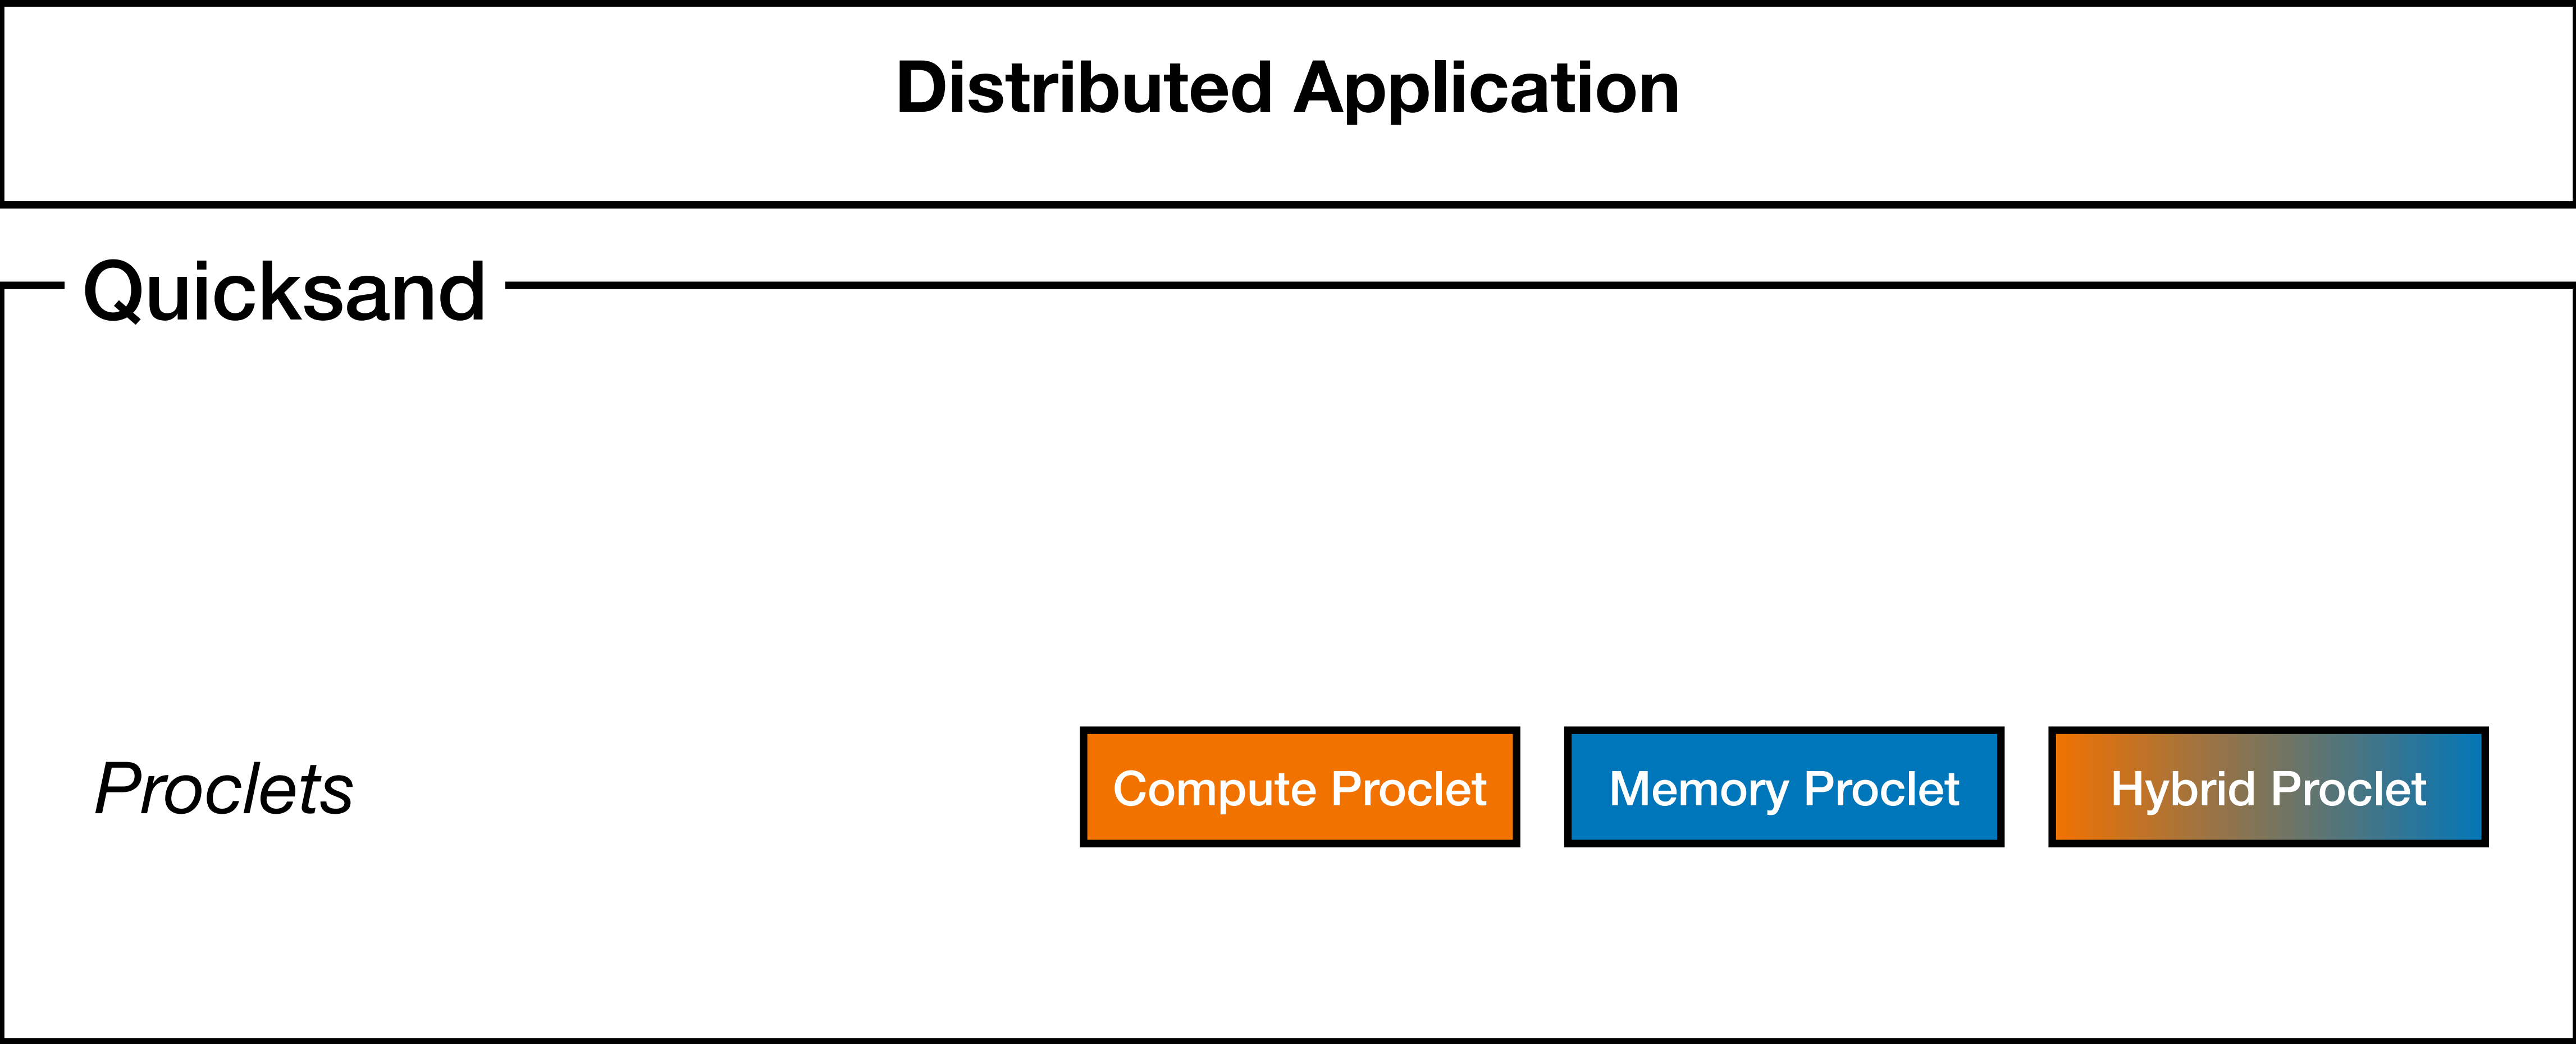 Distributed Application
Quicksand
Proclets
Compute Proclet
Memory Proclet
Hybrid Proclet